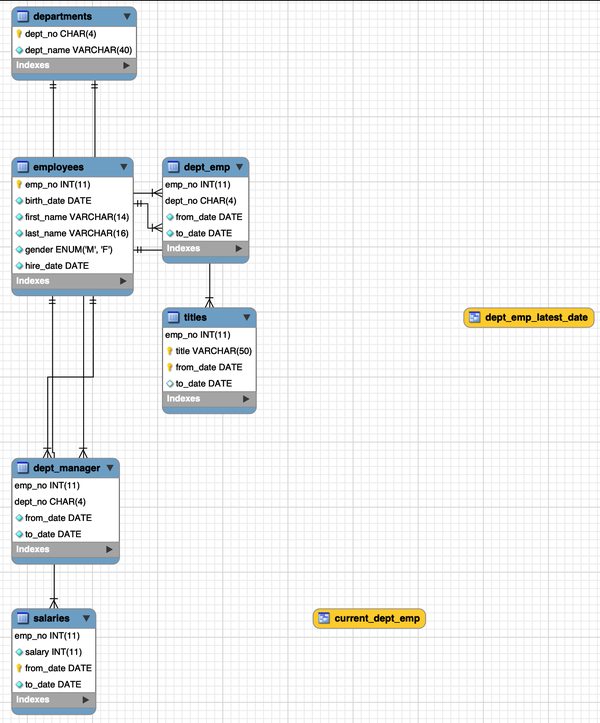 departments
dept_no CHAR(4)
dept_name VARCHAR(40)
Indexes
employees
emp_no INT(11)
birth_date DATE
first_name VARCHAR(14)
last_name VARCHAR(16)
gender ENUM('M', 'F')
hire_date DATE
Indexes
dept_emp
emp_no INT(11)
dept_no CHAR(4)
from_date DATE
to_date DATE
Indexes
titles
emp_no INT(11)
title VARCHAR(50)
from_date DATE
to_date DATE
Indexes
dept_emp_latest_date
dept_manager
emp_no INT(11)
dept_no CHAR(4)
from_date DATE
to_date DATE
Indexes
salaries
emp_no INT(11)
salary INT(11)
from_date DATE
to_date DATE
Indexes
current_dept_emp